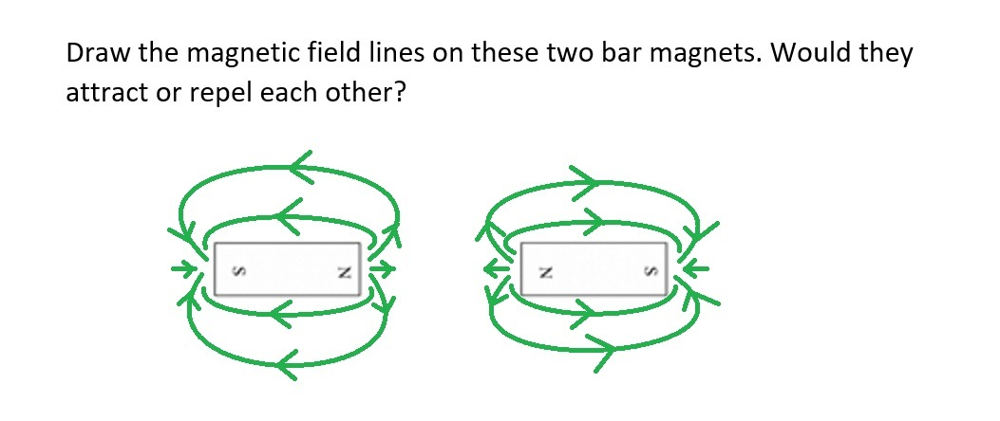 Draw the magnetic field lines on these two bar magnets. Would they
attract or repel each other?
S N N S